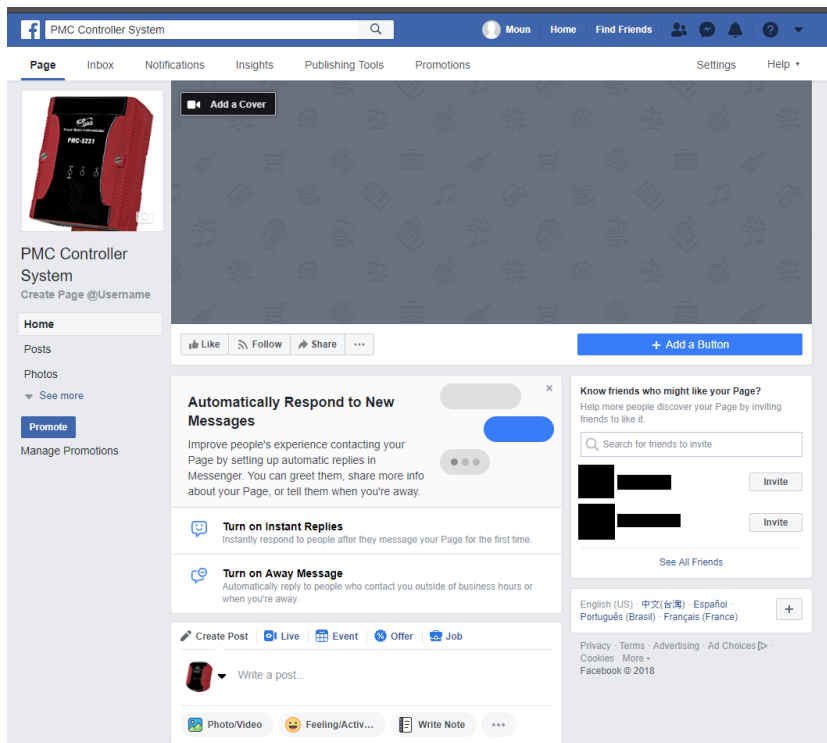 PMC Controller System
Moun
Home
Find Friends
Page
Inbox
Notifications
Insights
Publishing Tools
Promotions
Settings
Help
ICP DAS
Power Meter Concentrator
PMC-5231
Add a Cover
PMC Controller
System
Create Page @Username
Home
Posts
Photos
See more
Promote
Manage Promotions
Like
Follow
Share
+ Add a Button
Automatically Respond to New
Messages
Improve people's experience contacting your
Page by setting up automatic replies in
Messenger. You can greet them, share more info
about your Page, or tell them when you're away.
Turn on Instant Replies
Instantly respond to people after they message your Page for the first time.
Turn on Away Message
Automatically reply to people who contact you outside of business hours or
when you're away.
Create Post
Live
Event
Offer
Job
Write a post...
Photo/Video
Feeling/Activ...
Write Note
Know friends who might like your Page?
Help more people discover your Page by inviting
friends to like it.
Search for friends to invite
Invite
Invite
See All Friends
English (US) · 中文(台灣) · Español ·
Português (Brasil) · Français (France)
Privacy · Terms · Advertising · Ad Choices ·
Cookies · More
Facebook © 2018